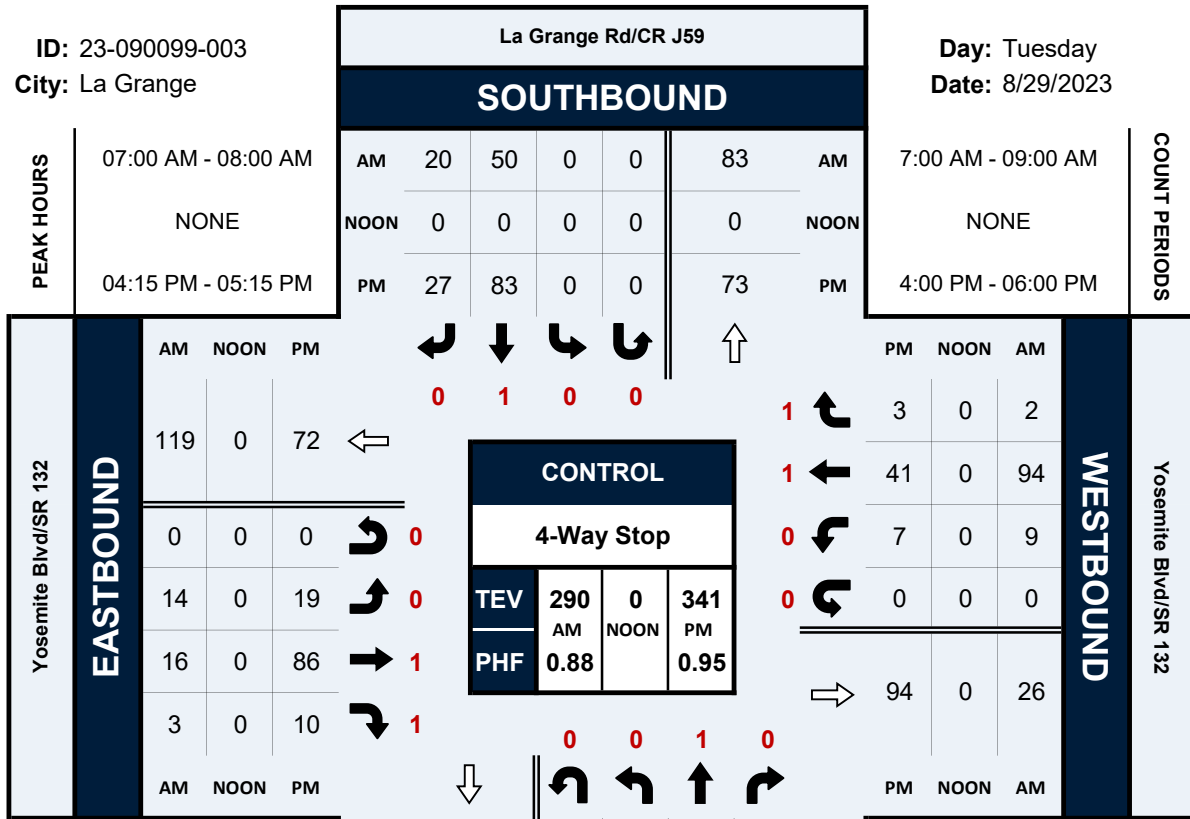 La Grange Rd/CR J59
ID: 23-090099-003
City: La Grange
Day: Tuesday
Date: 8/29/2023
SOUTHBOUND
PEAK HOURS
07:00 AM - 08:00 AM
NONE
04:15 PM - 05:15 PM
AM 20 50 0 0 83 AM
NOON 0 0 0 0 0 NOON
PM 27 83 0 0 73 PM
7:00 AM - 09:00 AM
NONE
4:00 PM - 06:00 PM
COUNT PERIODS
0 1 0 0
Yosemite Blvd/SR 132
EASTBOUND
AM NOON PM
119 0 72
0 0 0 0
14 0 19 0
16 0 86 1
3 0 10 1
AM NOON PM
CONTROL
4-Way Stop
TEV 290 0 341
AM NOON PM
PHF 0.88 0.95
PM NOON AM
1 3 0 2
1 41 0 94
0 7 0 9
0 0 0 0
94 0 26
PM NOON AM
WESTBOUND
Yosemite Blvd/SR 132
0 0 1 0